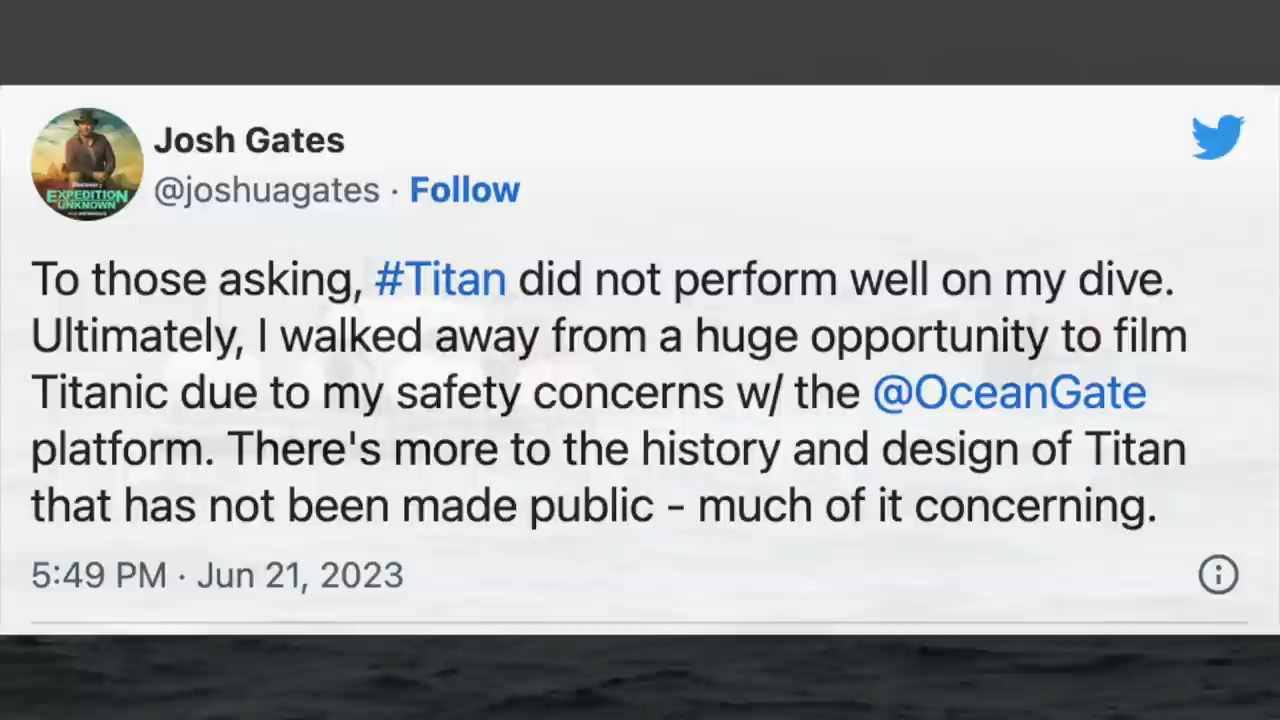 Josh Gates
@joshuagates · Follow
To those asking, #Titan did not perform well on my dive.
Ultimately, I walked away from a huge opportunity to film
Titanic due to my safety concerns w/ the @OceanGate
platform. There's more to the history and design of Titan
that has not been made public - much of it concerning.
5:49 PM · Jun 21, 2023
EXPEDITION
UNKNOWN